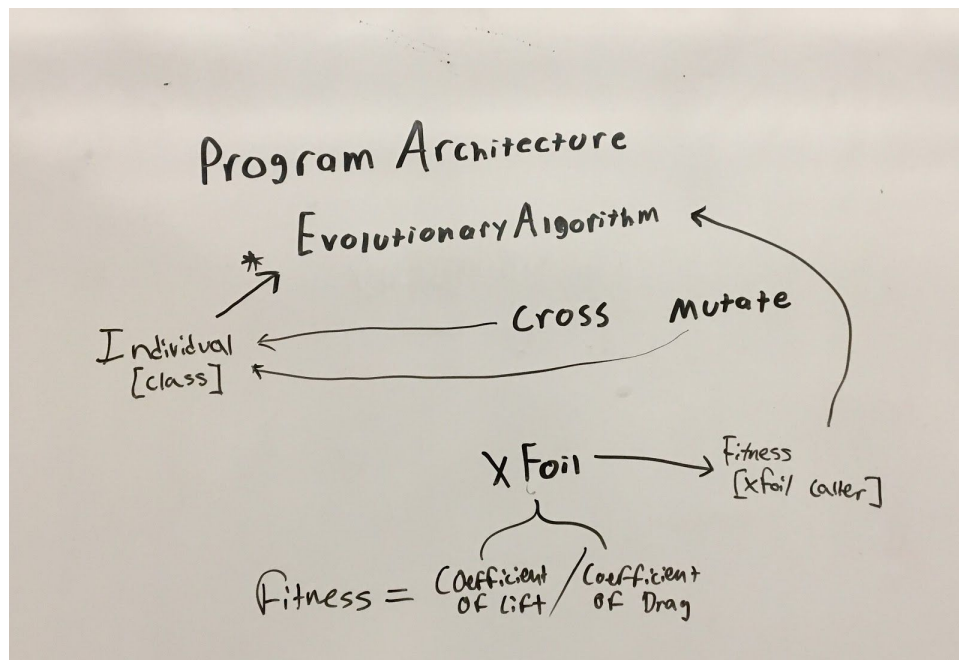 Program Architecture
Evolutionary Algorithm
*
Cross Mutate
Individual
[class]
X Foil
Fitness
[xfoil caller]
Fitness = Coefficient of Lift / Coefficient of Drag